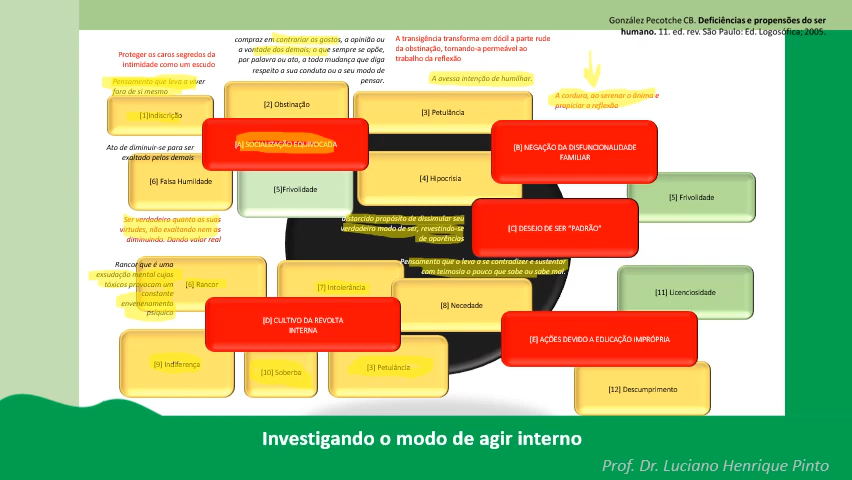 González Pecotche CB. Deficiências e propensões do ser
humano. 11. ed. rev. São Paulo: Ed. Logosófica; 2005.
Proteger os caros segredos da
intimidade como um escudo
compraz em contrariar os gostos, a opinião ou
a vontade dos demais; o que sempre se opõe,
por palavra ou ato, a toda mudança que diga
respeito a sua conduta ou a seu modo de
pensar.
A transigência transforma em dócil a parte rude
da obstinação, tornando-a permeável ao
trabalho da reflexão
Pensamento que leva a viver
fora de si mesmo
A avessa intenção de humilhar.
A cordura, ao serenar o ânimo e
propiciar a reflexão
[1]Indiscrição
[2] Obstinação
[3] Petulância
[A] SOCIALIZAÇÃO EQUIVOCADA
[B] NEGAÇÃO DA DISFUNCIONALIDADE
FAMILIAR
Ato de diminuir-se para ser
exaltado pelos demais
[6] Falsa Humildade
[5]Frivolidade
[4] Hipocrisia
[5] Frivolidade
Ser verdadeiro quanto as suas
virtudes, não exaltando nem as
diminuindo. Dando valor real
distorcido propósito de dissimular seu
verdadeiro modo de ser, revestindo-se
de aparências
[C] DESEJO DE SER "PADRÃO"
Pensamento que o leva a se contradizer e sustentar
com teimosia o pouco que sabe ou sabe mal.
Rancor que é uma
exsudação mental cujos
tóxicos provocam um
constante
envenenamento
psíquico
[6] Rancor
[7] Intolerância
[8] Necedade
[11] Licenciosidade
[D] CULTIVO DA REVOLTA
INTERNA
[E] AÇÕES DEVIDO A EDUCAÇÃO IMPRÓPRIA
[9] Indiferença
[10] Soberba
[3] Petulância
[12] Descumprimento
Investigando o modo de agir interno
Prof. Dr. Luciano Henrique Pinto